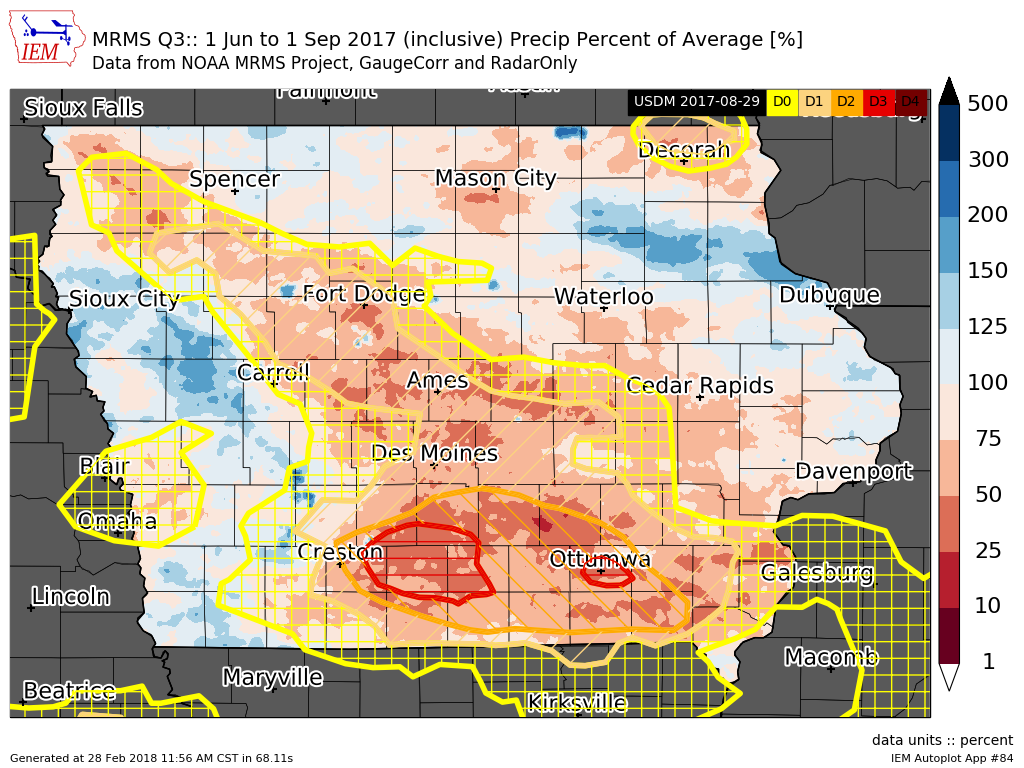 MRMS Q3:: 1 Jun to 1 Sep 2017 (inclusive) Precip Percent of Average [%]
IEM
Data from NOAA MRMS Project, GaugeCorr and RadarOnly
Fairmont
Austin
USDM 2017-08-29 D0 D1 D2 D3 D4
Sioux Falls
Decorah
Spencer
Mason City
Sioux City
Fort Dodge
Waterloo
Dubuque
Carroll
Ames
Cedar Rapids
Des Moines
Blair
Davenport
Omaha
Creston
Ottumwa
Galesburg
Lincoln
Macomb
Maryville
Beatrice
Kirksville
500
300
200
150
125
100
75
50
25
10
1
data units :: percent
Generated at 28 Feb 2018 11:56 AM CST in 68.11s
IEM Autoplot App #84